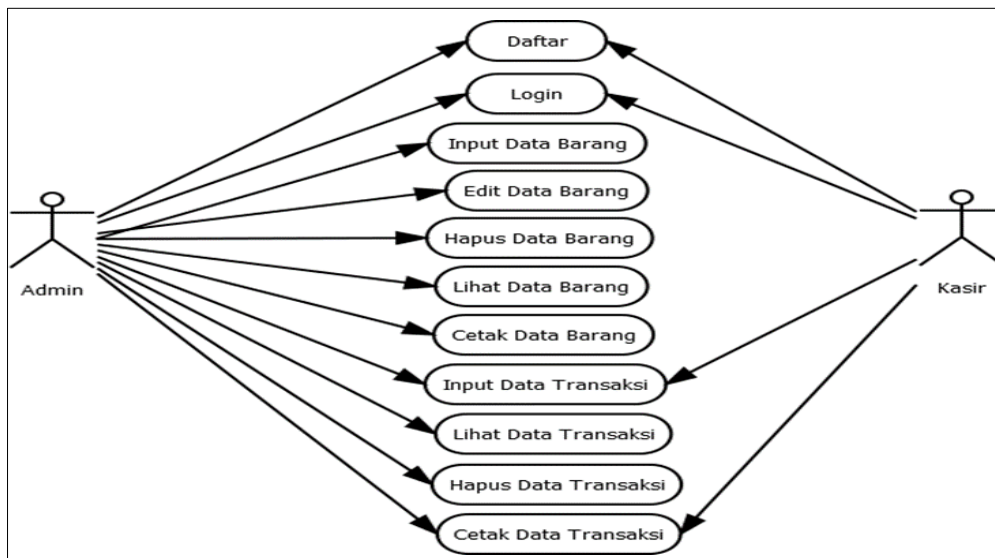 Daftar
Login
Input Data Barang
Edit Data Barang
Hapus Data Barang
Lihat Data Barang
Cetak Data Barang
Input Data Transaksi
Lihat Data Transaksi
Hapus Data Transaksi
Cetak Data Transaksi
Admin
Kasir